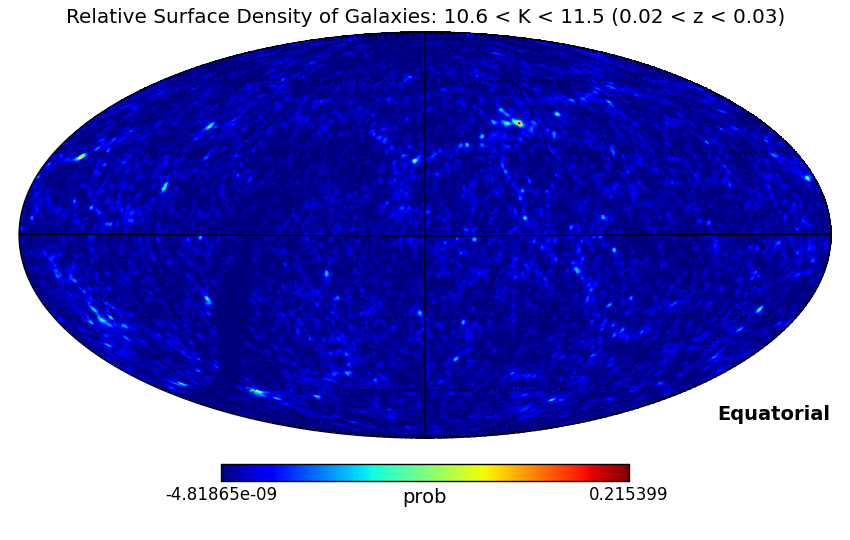 Relative Surface Density of Galaxies: 10.6 < K < 11.5 (0.02 < z < 0.03)
Equatorial
-4.81865e-09 prob 0.215399